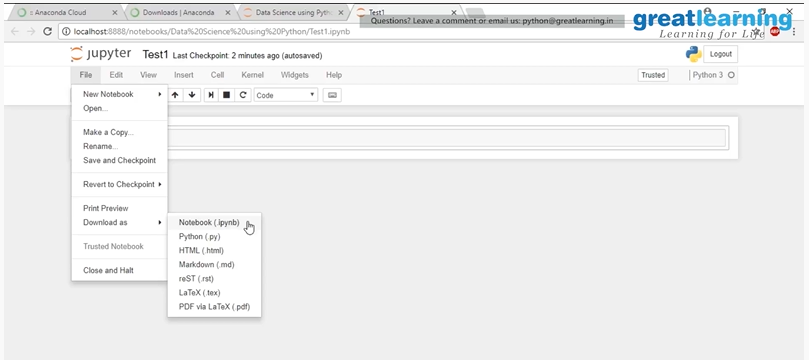 :: Anaconda Cloud
Downloads | Anaconda
Data Science using Pyth
Test1
Questions? Leave a comment or email us: python@greatlearning.in
greatlearning
Learning for Life
localhost:8888/notebooks/Data%20Science%20using%20Python/Test1.ipynb
ABP
jupyter Test1 Last Checkpoint: 2 minutes ago (autosaved)
Logout
File Edit View Insert Cell Kernel Widgets Help
Trusted
Python 3
New Notebook
Code
Open...
Make a Copy...
Rename...
Save and Checkpoint
Revert to Checkpoint
Print Preview
Download as
Trusted Notebook
Close and Halt
Notebook (.ipynb)
Python (.py)
HTML (.html)
Markdown (.md)
reST (.rst)
LaTeX (.tex)
PDF via LaTeX (.pdf)